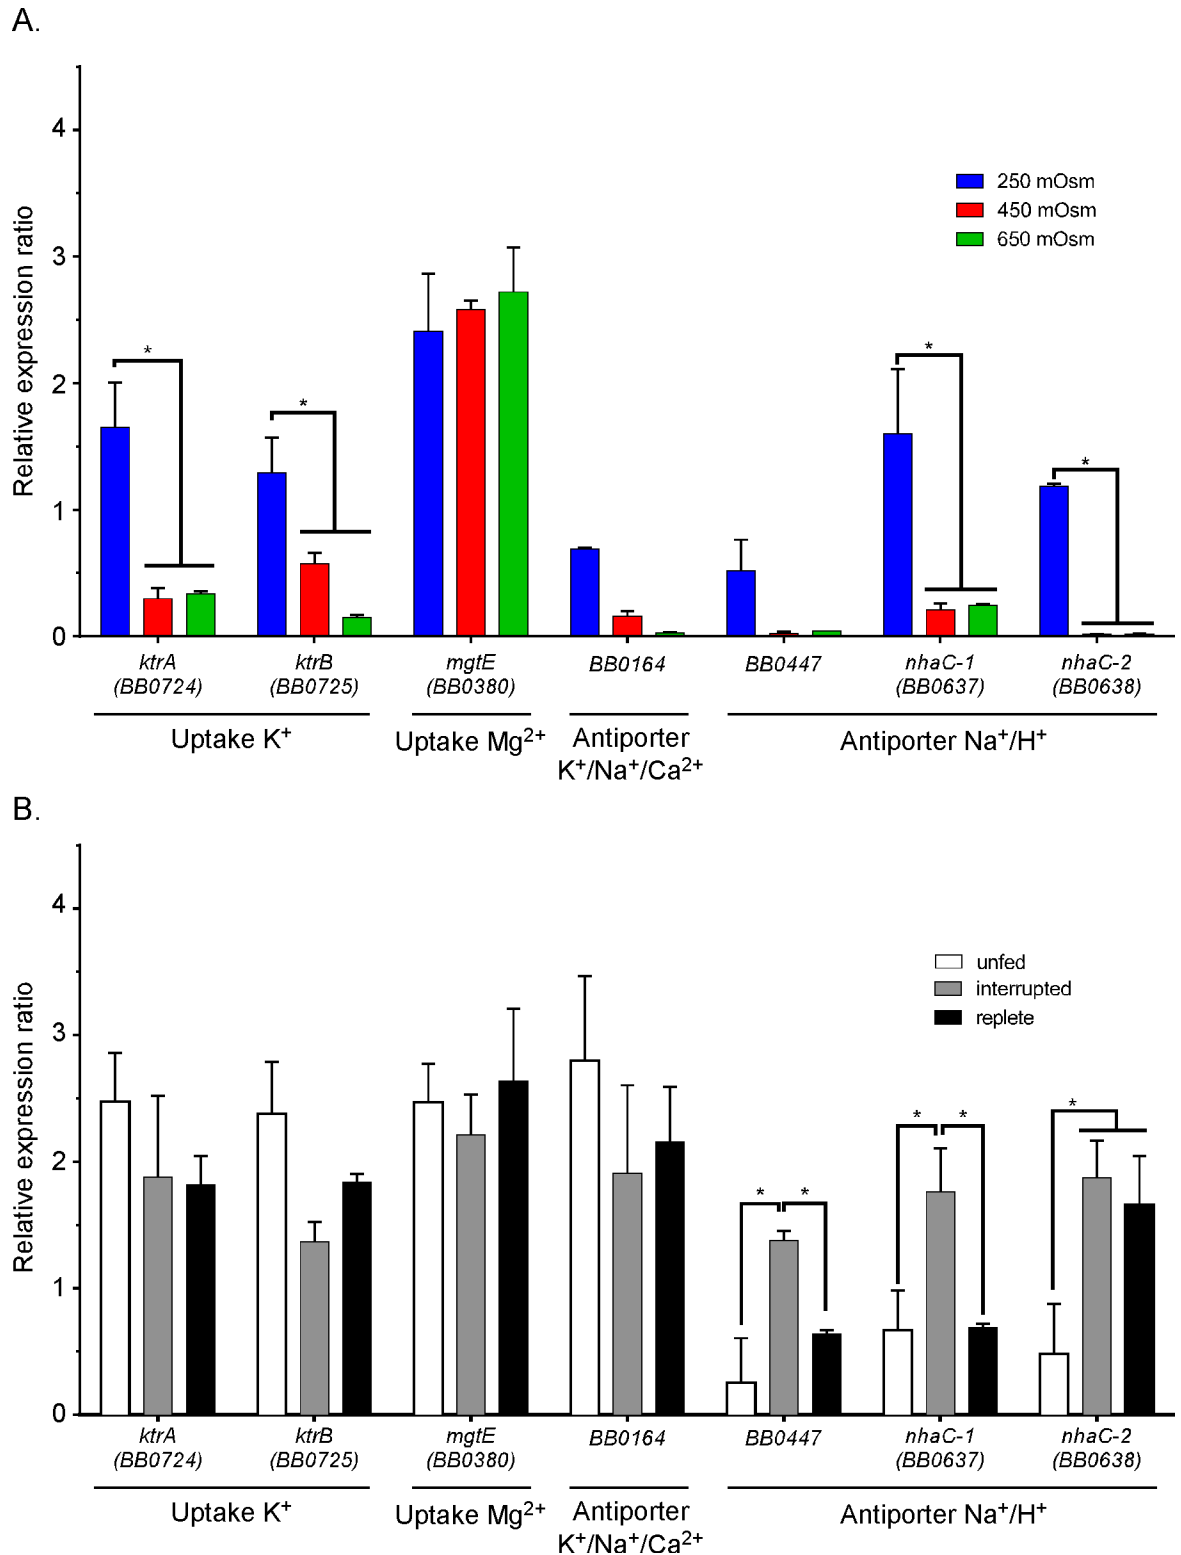 A.
4
3
2
1
0
Relative expression ratio
250 mOsm
450 mOsm
650 mOsm
*
*
*
*
ktrA ktrB mgtE BB0164 BB0447 nhaC-1 nhaC-2
(BB0724) (BB0725) (BB0380) (BB0637) (BB0638)
Uptake K⁺ Uptake Mg²⁺ Antiporter Antiporter Na⁺/H⁺
K⁺/Na⁺/Ca²⁺
B.
4
3
2
1
0
Relative expression ratio
unfed
interrupted
replete
* * * * *
ktrA ktrB mgtE BB0164 BB0447 nhaC-1 nhaC-2
(BB0724) (BB0725) (BB0380) (BB0637) (BB0638)
Uptake K⁺ Uptake Mg²⁺ Antiporter Antiporter Na⁺/H⁺
K⁺/Na⁺/Ca²⁺